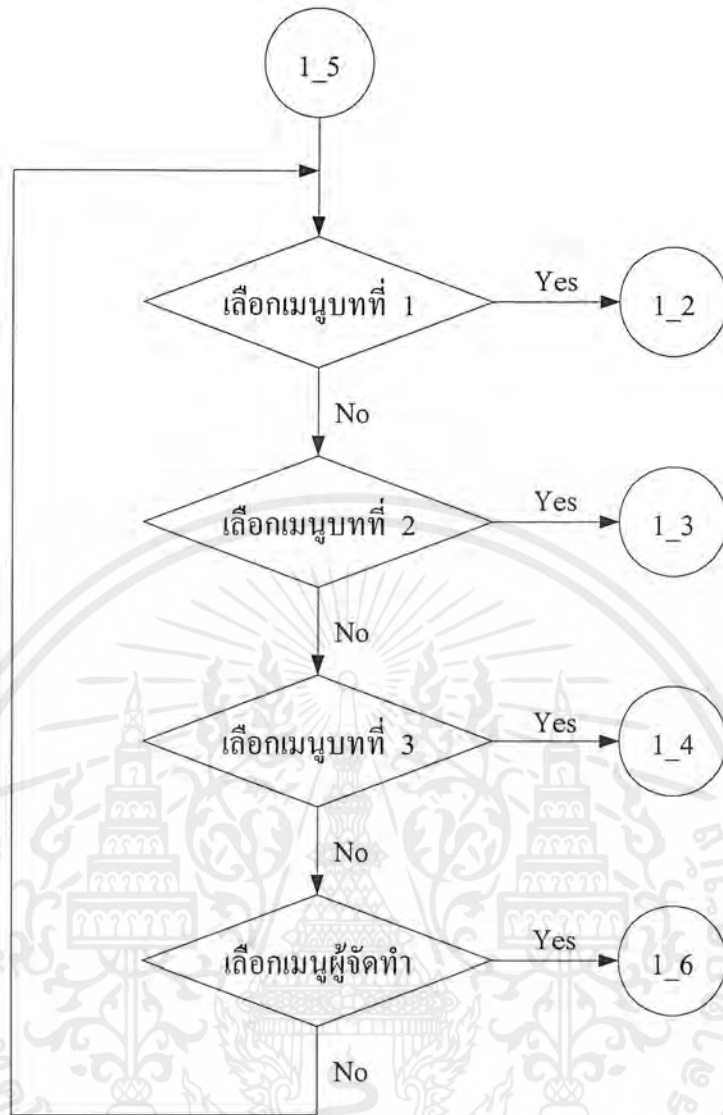 1_5
เลือกเมนูบทที่ 1
Yes
1_2
No
เลือกเมนูบทที่ 2
Yes
1_3
No
เลือกเมนูบทที่ 3
Yes
1_4
No
เลือกเมนูผู้จัดทำ
Yes
1_6
No